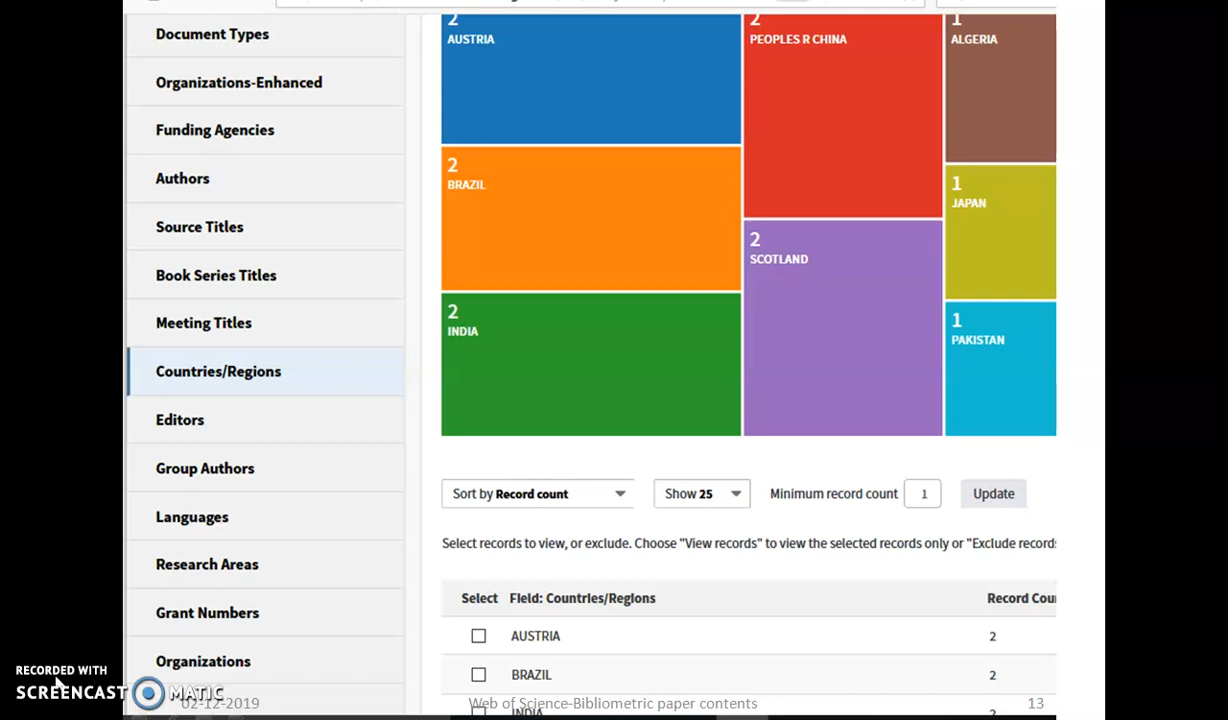 Document Types
Organizations-Enhanced
Funding Agencies
Authors
Source Titles
Book Series Titles
Meeting Titles
Countries/Regions
Editors
Group Authors
Languages
Research Areas
Grant Numbers
Organizations
2
AUSTRIA
2
BRAZIL
2
INDIA
2
PEOPLES R CHINA
2
SCOTLAND
1
ALGERIA
1
JAPAN
1
PAKISTAN
Sort by Record count
Show 25
Minimum record count 1
Update
Select records to view, or exclude. Choose "View records" to view the selected records only or "Exclude records
Select Field: Countries/Regions Record Cou
AUSTRIA 2
BRAZIL 2
INDIA 2
RECORDED WITH
SCREENCAST MATIC
02-12-2019
Web of Science-Bibliometric paper contents
13